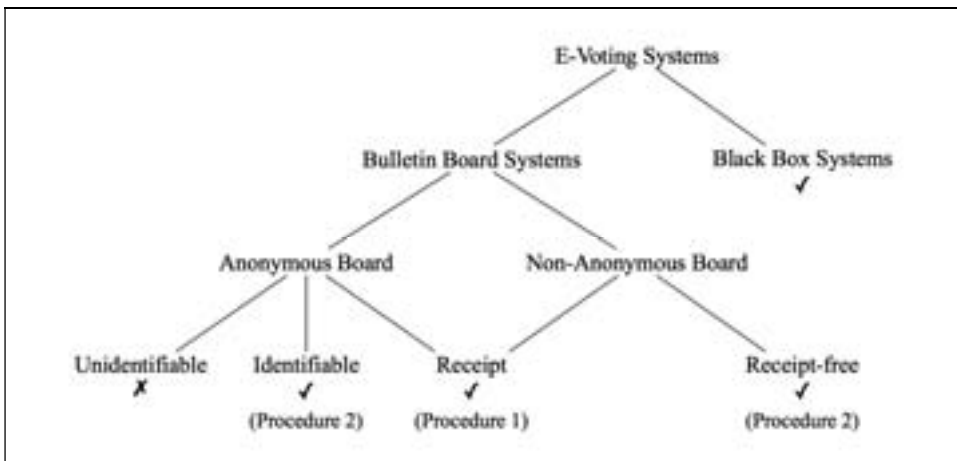 E-Voting Systems
Bulletin Board Systems Black Box Systems
✓
Anonymous Board Non-Anonymous Board
Unidentifiable Identifiable Receipt Receipt-free
✗ ✓ ✓ ✓
(Procedure 2) (Procedure 1) (Procedure 2)